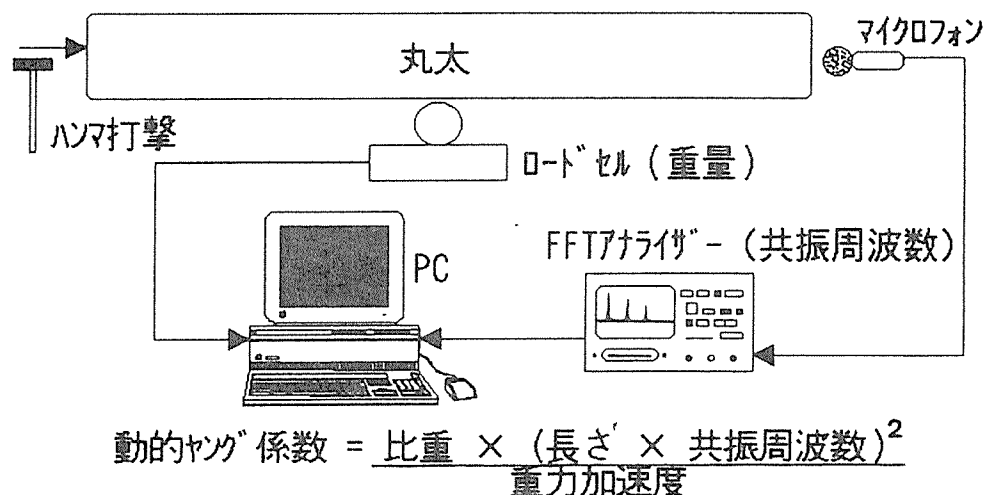 マイクロフォン
丸太
ハンマ打撃
ロードセル(重量)
FFTアナライザー(共振周波数)
PC
動的ヤング係数 = 比重 × (長さ × 共振周波数)²
重力加速度